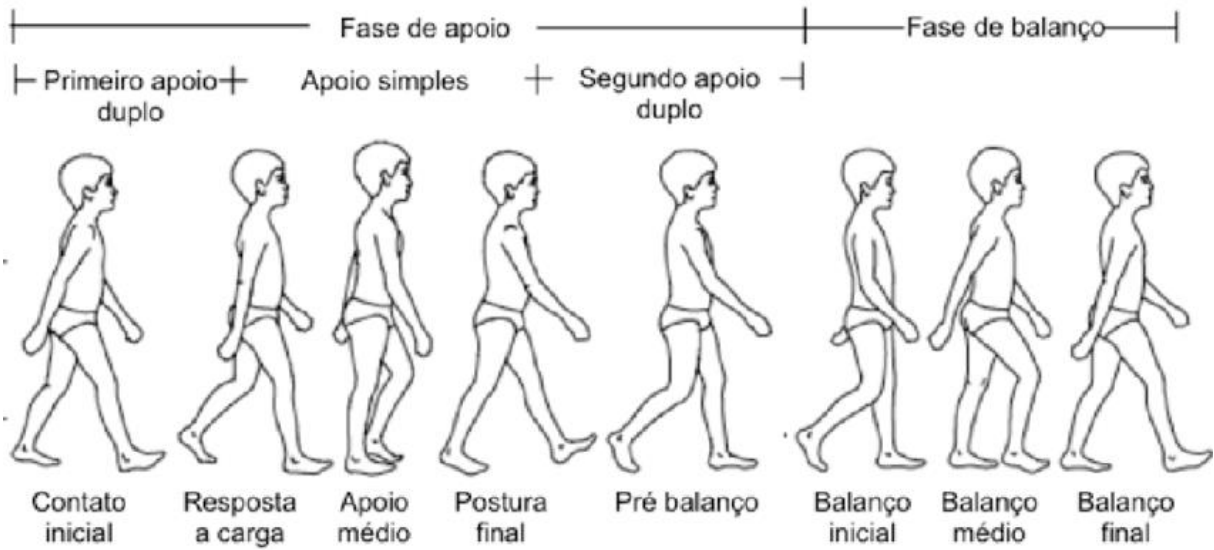 Fase de apoio
Fase de balanço
Primeiro apoio
duplo
Apoio simples
Segundo apoio
duplo
Contato
inicial
Resposta
a carga
Apoio
médio
Postura
final
Pré balanço
Balanço
inicial
Balanço
médio
Balanço
final